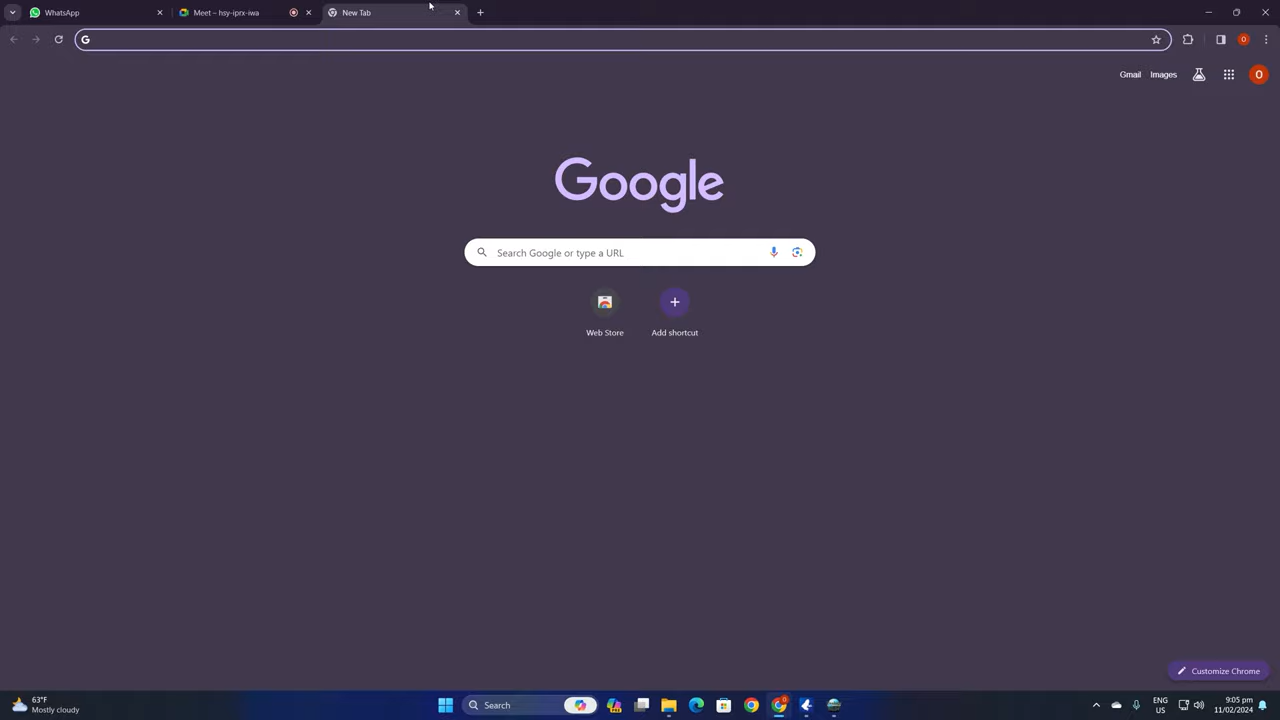 WhatsApp
Meet – hsy-iprx-iwa
New Tab
Gmail
Images
O
Google
Search Google or type a URL
Web Store
Add shortcut
Customize Chrome
63°F
Mostly cloudy
Search
ENG
US
9:05 pm
11/02/2024